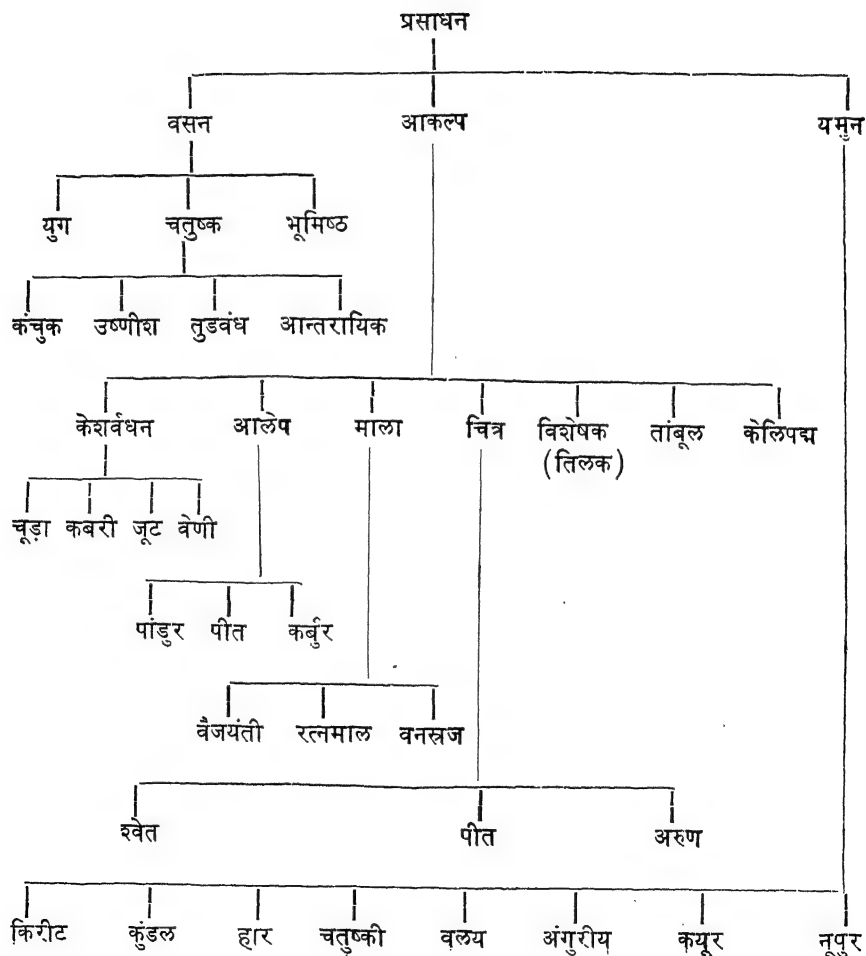 प्रसाधन
वसन आकल्प यमुन
युग चतुष्क भूमिष्ठ
कंचुक उष्णीश तुडवंध आन्तरायिक
केशर्वधन आलेप माला चित्र विशेषक तांबूल केलिपद्म
(तिलक)
चूड़ा कबरी जूट वेणी
पांडुर पीत कर्बुर
वैजयंती रत्नमाल वनस्रज
श्वेत पीत अरुण
किरीट कुंडल हार चतुष्की वलय अंगुरीय कयूर नूपुर